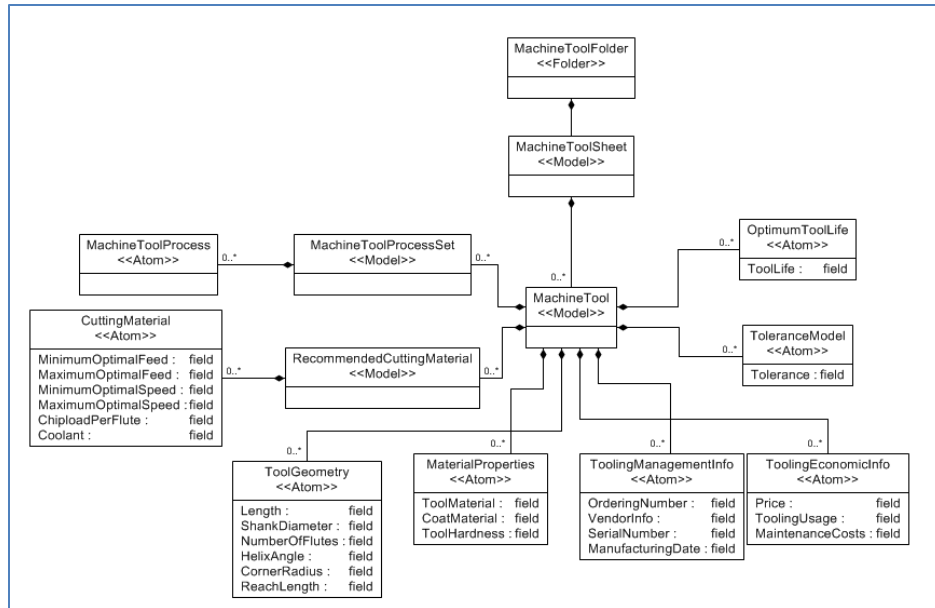 MachineToolFolder
<<Folder>>
MachineToolSheet
<<Model>>
0..*
MachineTool
<<Model>>
MachineToolProcess
<<Atom>>
0..*
MachineToolProcessSet
<<Model>>
0..*
OptimumToolLife
<<Atom>>
0..*
ToolLife : field
CuttingMaterial
<<Atom>>
MinimumOptimalFeed : field
MaximumOptimalFeed : field
MinimumOptimalSpeed : field
MaximumOptimalSpeed : field
ChiploadPerFlute : field
Coolant : field
0..*
RecommendedCuttingMaterial
<<Model>>
0..*
ToleranceModel
<<Atom>>
0..*
Tolerance : field
0..*
ToolGeometry
<<Atom>>
Length : field
ShankDiameter : field
NumberOfFlutes : field
HelixAngle : field
CornerRadius : field
ReachLength : field
0..*
MaterialProperties
<<Atom>>
ToolMaterial : field
CoatMaterial : field
ToolHardness : field
0..*
ToolingManagementInfo
<<Atom>>
OrderingNumber : field
VendorInfo : field
SerialNumber : field
ManufacturingDate : field
0..*
ToolingEconomicInfo
<<Atom>>
Price : field
ToolingUsage : field
MaintenanceCosts : field